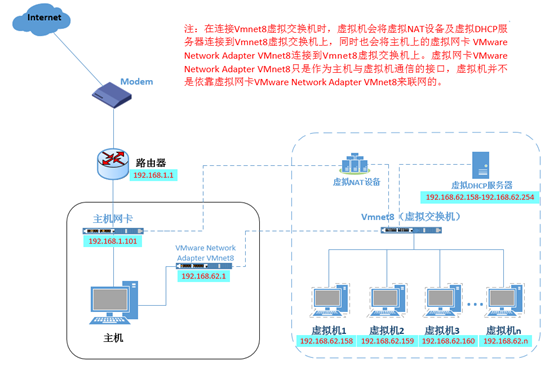 Internet
注：在连接Vmnet8虚拟交换机时，虚拟机会将虚拟NAT设备及虚拟DHCP服
务器连接到Vmnet8虚拟交换机上，同时也会将主机上的虚拟网卡 VMware
Network Adapter VMnet8连接到Vmnet8虚拟交换机上。虚拟网卡VMware
Network Adapter VMnet8只是作为主机与虚拟机通信的接口，虚拟机并不
是依靠虚拟网卡VMware Network Adapter VMnet8来联网的。
Modem
路由器
192.168.1.1
虚拟NAT设备
虚拟DHCP服务器
192.168.62.158-192.168.62.254
主机网卡
192.168.1.101
VMware Network
Adapter VMnet8
192.168.62.1
主机
Vmnet8（虚拟交换机）
虚拟机1
192.168.62.158
虚拟机2
192.168.62.159
虚拟机3
192.168.62.160
虚拟机n
192.168.62.n